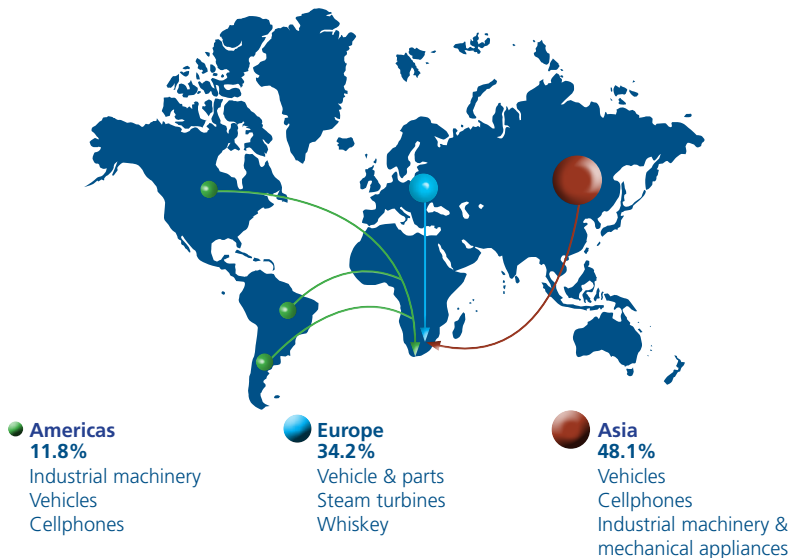 Americas
11.8%
Industrial machinery
Vehicles
Cellphones
Europe
34.2%
Vehicle & parts
Steam turbines
Whiskey
Asia
48.1%
Vehicles
Cellphones
Industrial machinery &
mechanical appliances